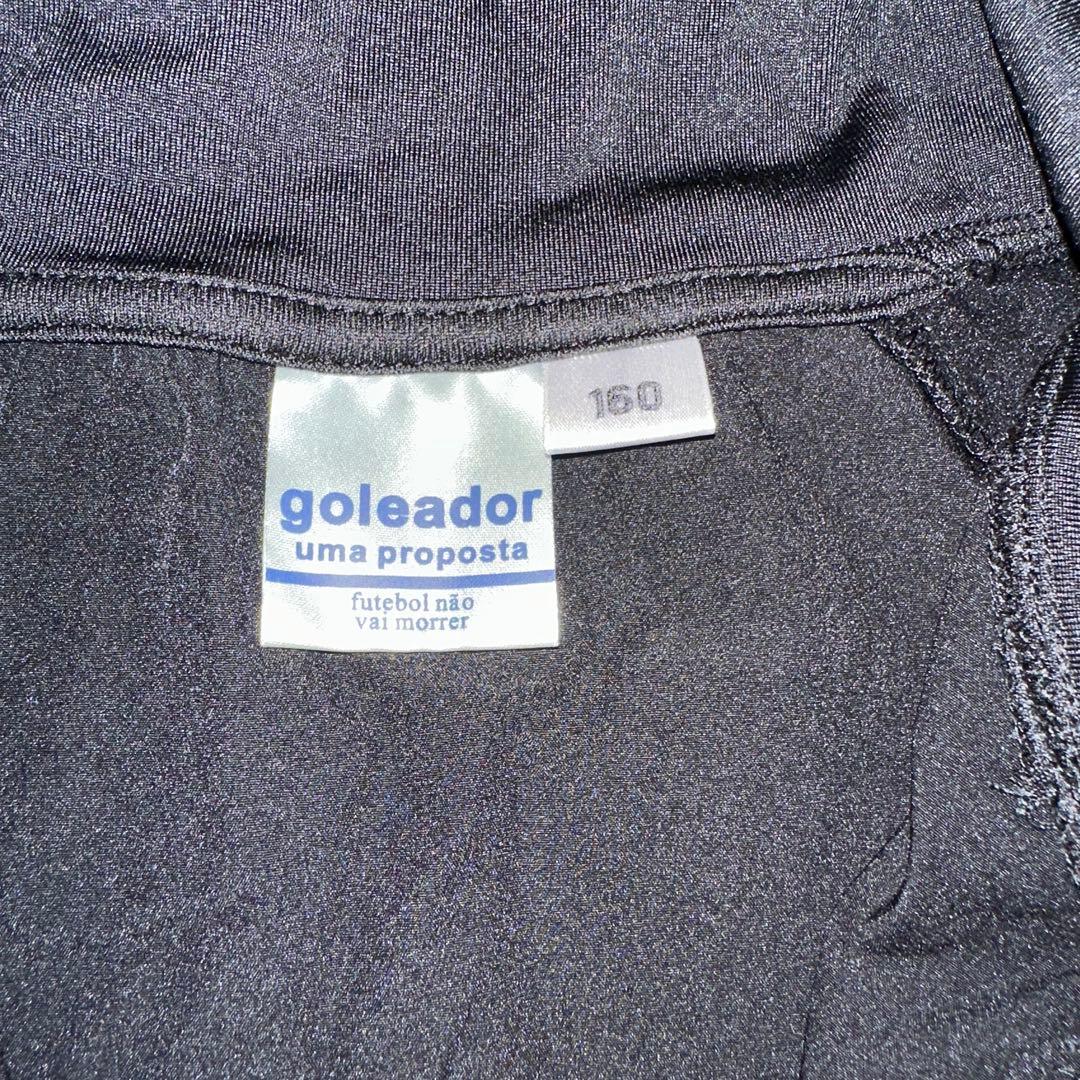 160
goleador
uma proposta
futebol não
vai morrer